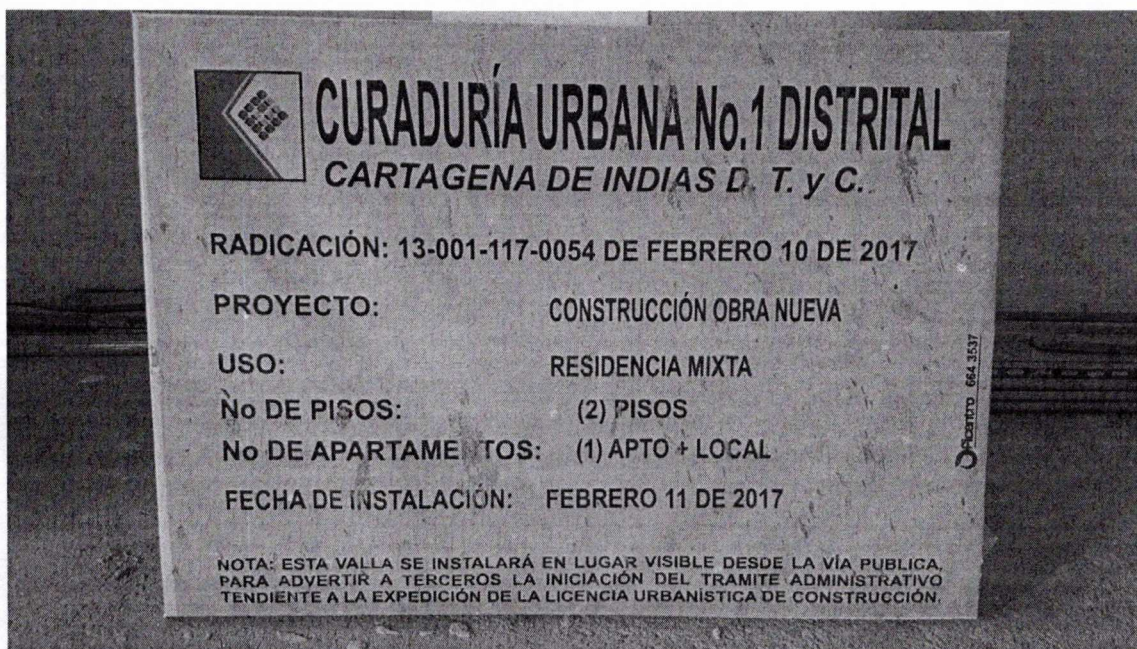 CURADURÍA URBANA No.1 DISTRITAL
CARTAGENA DE INDIAS D. T. y C.
RADICACIÓN: 13-001-117-0054 DE FEBRERO 10 DE 2017
PROYECTO: CONSTRUCCIÓN OBRA NUEVA
USO: RESIDENCIA MIXTA
No DE PISOS: (2) PISOS
No DE APARTAMENTOS: (1) APTO + LOCAL
FECHA DE INSTALACIÓN: FEBRERO 11 DE 2017
NOTA: ESTA VALLA SE INSTALARÁ EN LUGAR VISIBLE DESDE LA VÍA PUBLICA,
PARA ADVERTIR A TERCEROS LA INICIACIÓN DEL TRAMITE ADMINISTRATIVO
TENDIENTE A LA EXPEDICIÓN DE LA LICENCIA URBANÍSTICA DE CONSTRUCCIÓN.
664 3537